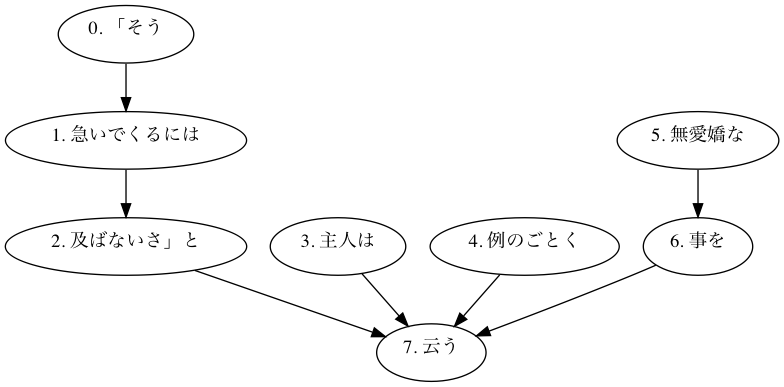 0. 「そう
1. 急いでくるには
5. 無愛嬌な
2. 及ばないさ」と
3. 主人は
4. 例のごとく
6. 事を
7. 云う